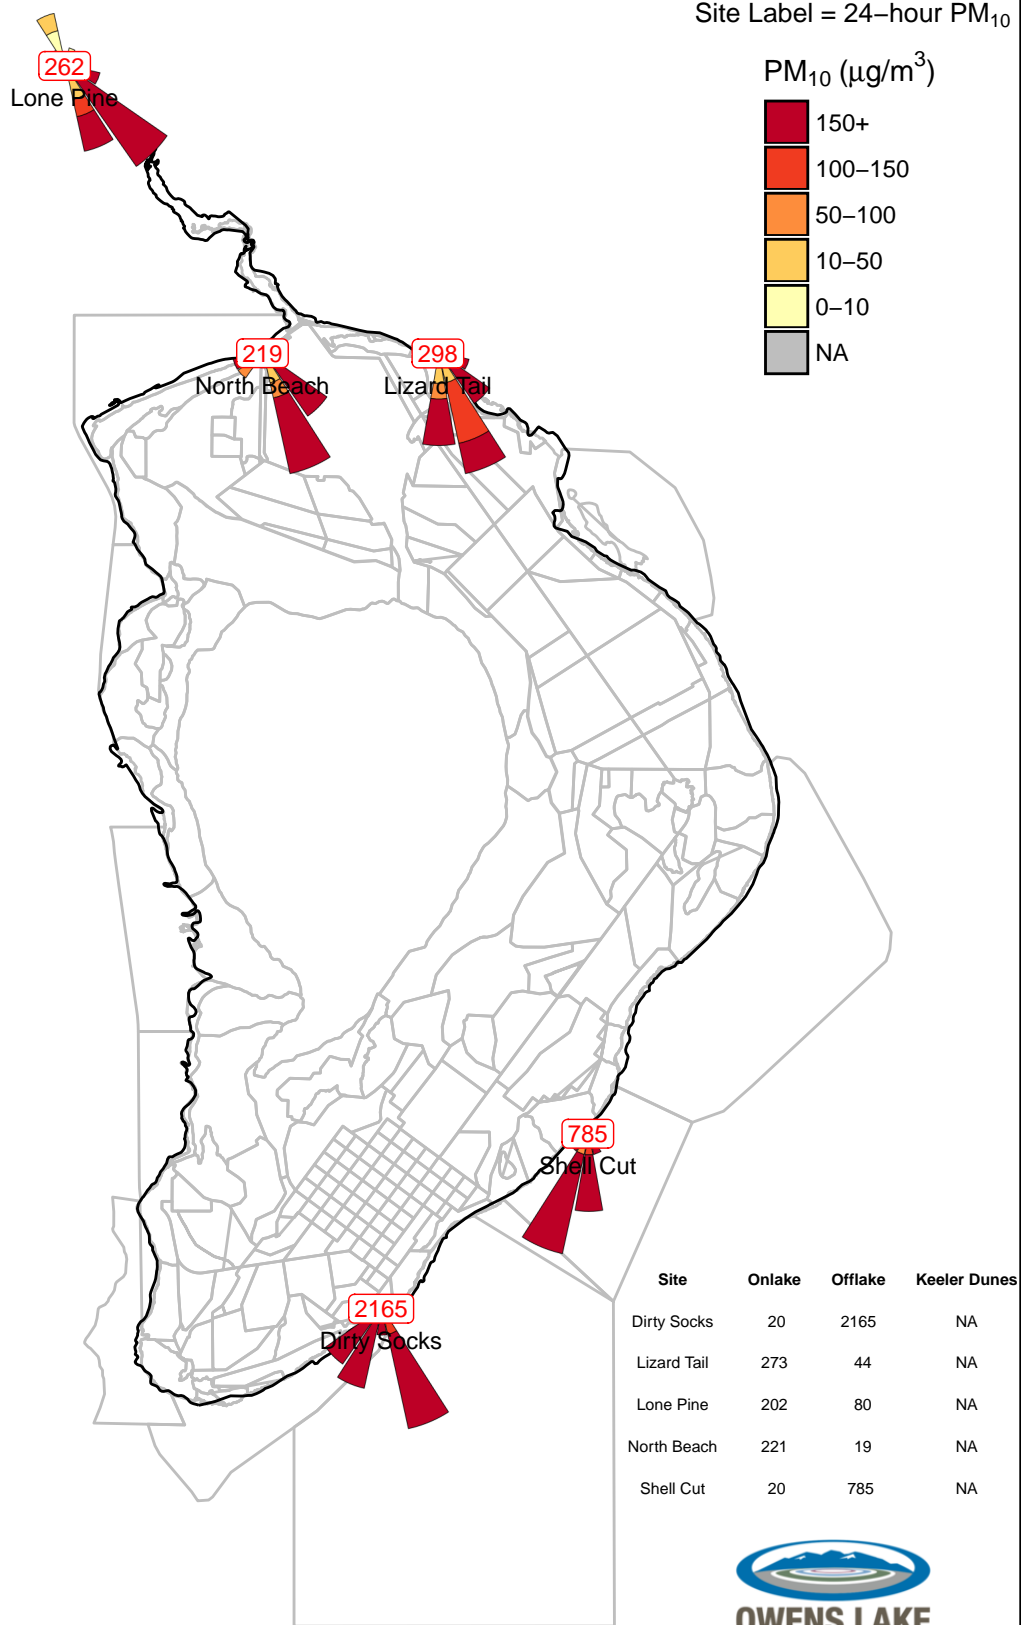 Site Label = 24−hour PM10
PM10 (μg/m3)
150+
100−150
50−100
10−50
0−10
NA
262
Lone Pine
219
North Beach
298
Lizard Tail
785
Shell Cut
2165
Dirty Socks
Site Onlake Offlake Keeler Dunes
Dirty Socks 20 2165 NA
Lizard Tail 273 44 NA
Lone Pine 202 80 NA
North Beach 221 19 NA
Shell Cut 20 785 NA
OWENS LAKE